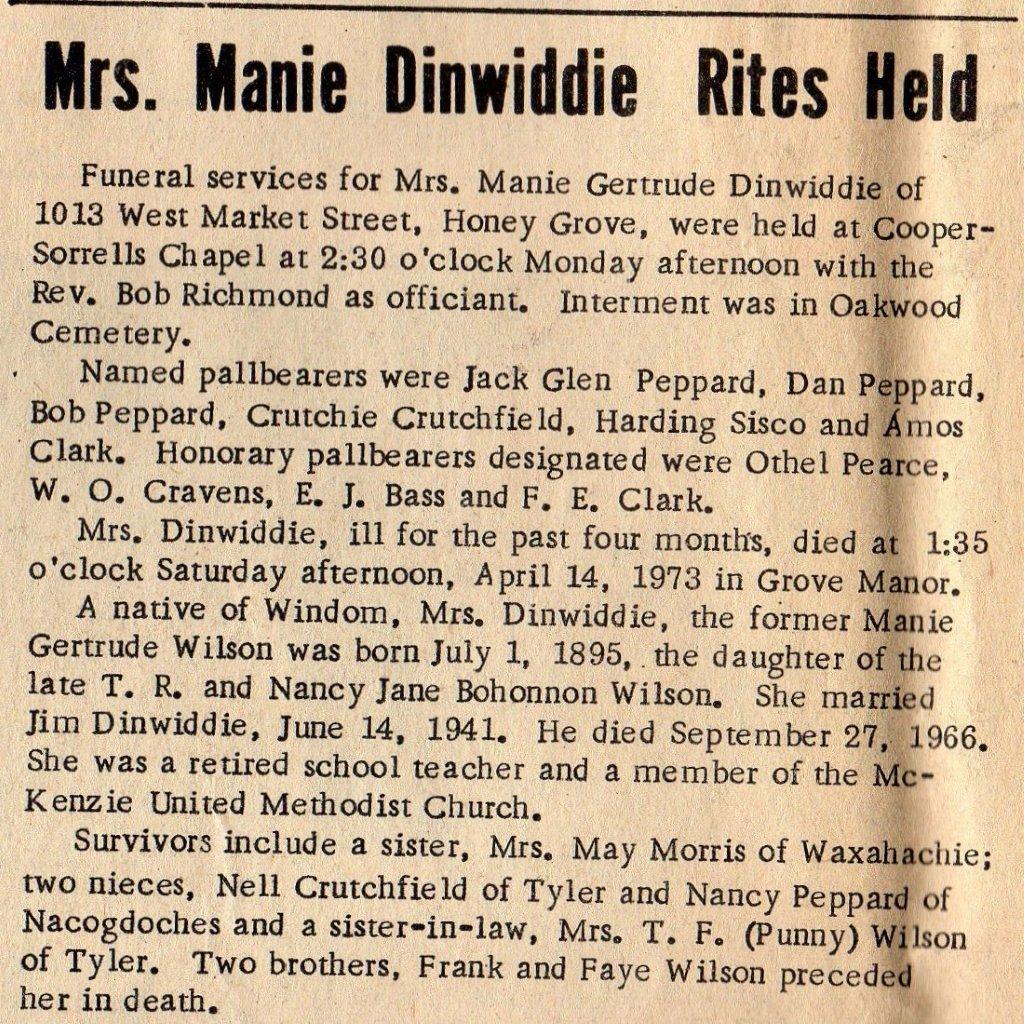 Mrs. Manie Dinwiddie Rites Held
Funeral services for Mrs. Manie Gertrude Dinwiddie of
1013 West Market Street, Honey Grove, were held at Cooper-
Sorrells Chapel at 2:30 o'clock Monday afternoon with the
Rev. Bob Richmond as officiant. Interment was in Oakwood
Cemetery.
Named pallbearers were Jack Glen Peppard, Dan Peppard,
Bob Peppard, Crutchie Crutchfield, Harding Sisco and Amos
Clark. Honorary pallbearers designated were Othel Pearce,
W. O. Cravens, E. J. Bass and F. E. Clark.
Mrs. Dinwiddie, ill for the past four months, died at 1:35
o'clock Saturday afternoon, April 14, 1973 in Grove Manor.
A native of Windom, Mrs. Dinwiddie, the former Manie
Gertrude Wilson was born July 1, 1895, the daughter of the
late T. R. and Nancy Jane Bohonnon Wilson. She married
Jim Dinwiddie, June 14, 1941. He died September 27, 1966.
She was a retired school teacher and a member of the Mc-
Kenzie United Methodist Church.
Survivors include a sister, Mrs. May Morris of Waxahachie;
two nieces, Nell Crutchfield of Tyler and Nancy Peppard of
Nacogdoches and a sister-in-law, Mrs. T. F. (Punny) Wilson
of Tyler. Two brothers, Frank and Faye Wilson preceded
her in death.